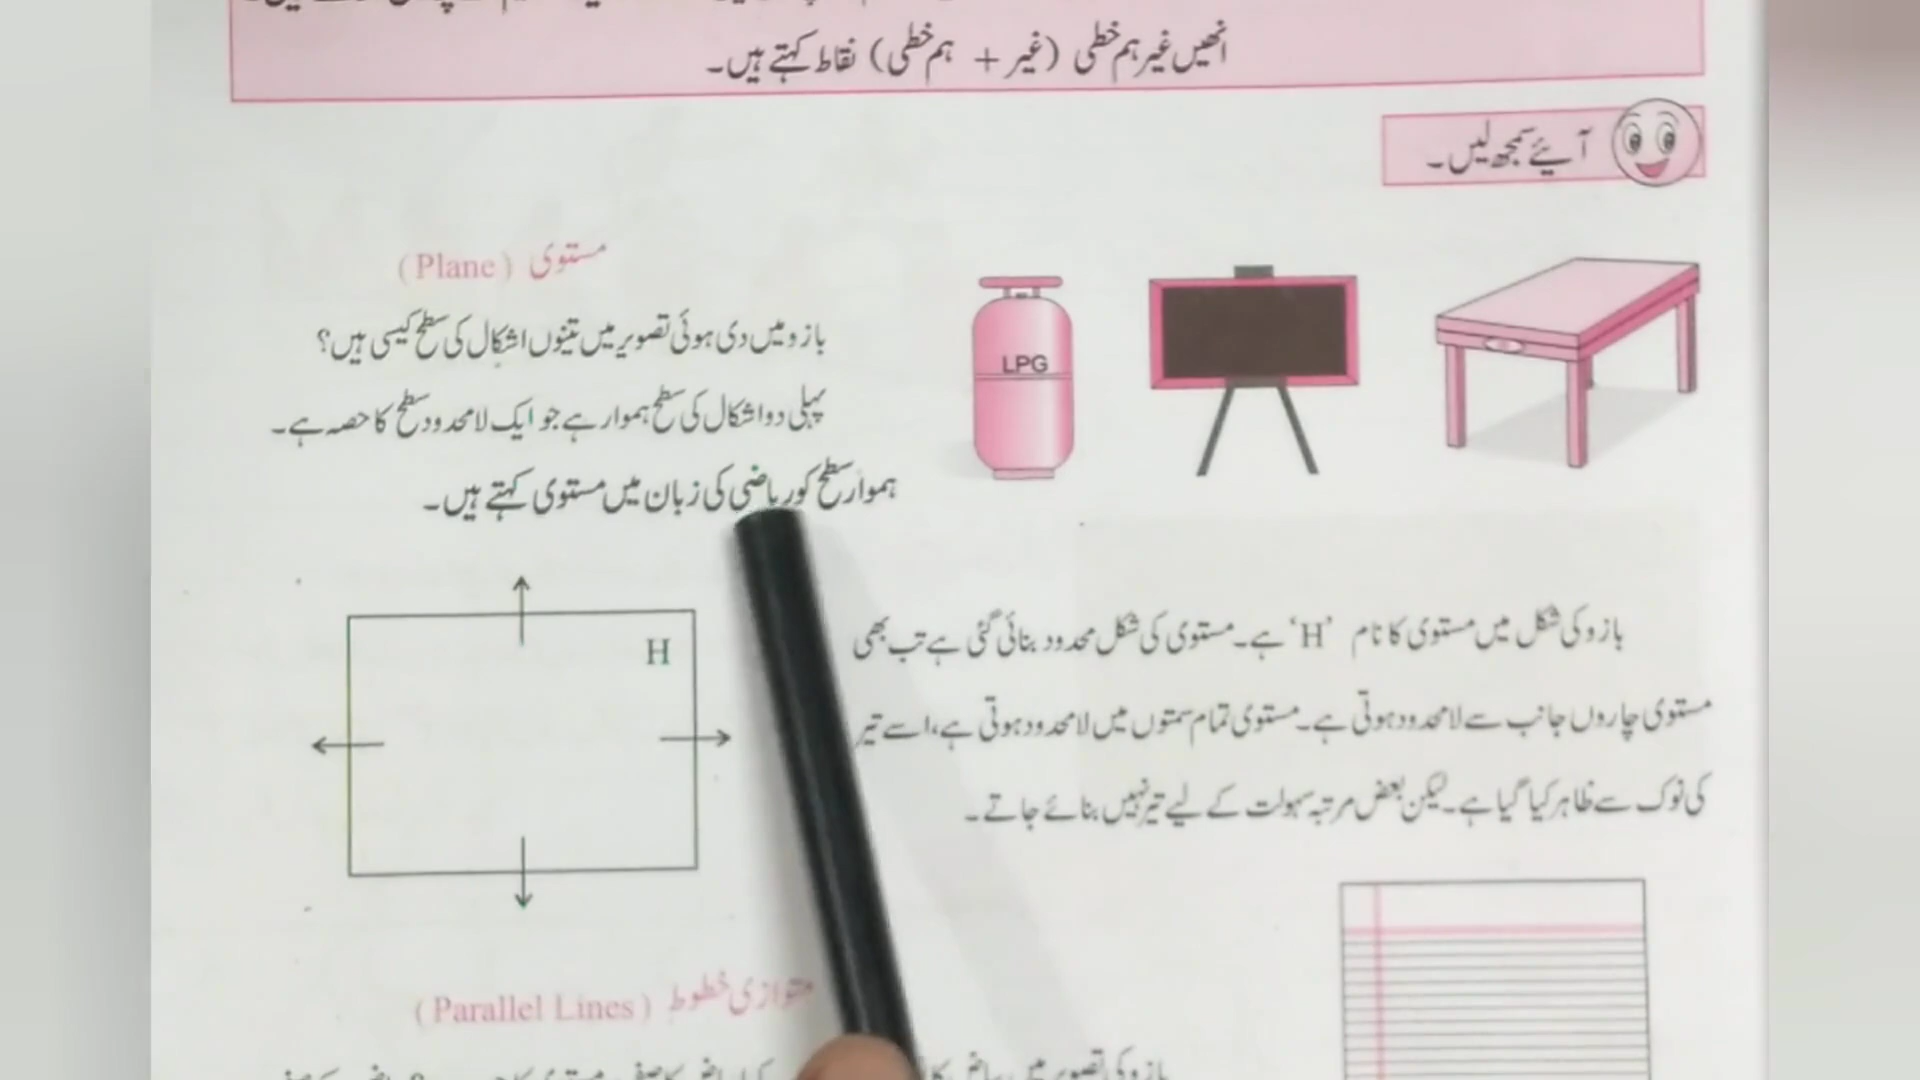 انھیں غیر ہم خطی (غیر + ہم خطی) نقاط کہتے ہیں۔
آئیے سمجھ لیں۔
مستوی (Plane)
بازو میں دی ہوئی تصویر میں تینوں اشکال کی سطح کیسی ہیں؟
پہلی دو اشکال کی سطح ہموار ہے جو ایک لامحدود سطح کا حصہ ہے۔
ہموار سطح کو ریاضی کی زبان میں مستوی کہتے ہیں۔
LPG
بازو کی شکل میں مستوی کا نام 'H' ہے۔ مستوی کی شکل محدود بنائی گئی ہے تب بھی
مستوی چاروں جانب سے لامحدود ہوتی ہے۔ مستوی تمام سمتوں میں لامحدود ہوتی ہے، اسے تیر
کی نوک سے ظاہر کیا گیا ہے۔ لیکن بعض مرتبہ سہولت کے لیے تیر نہیں بنائے جاتے۔
H
متوازی خطوط (Parallel Lines)
بازو کی تصویر میں